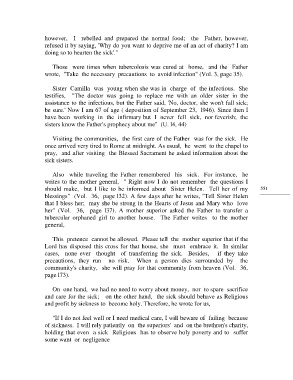 however, I rebelled and prepared the normal food; the Father, however,
refused it by saying, 'Why do you want to deprive me of an act of charity? I am
doing so to hearten the sick'."
Those were times when tuberculosis was cured at home, and the Father
wrote, "Take the necessary precautions to avoid infection" (Vol. 3, page 35).
Sister Camilla was young when she was in charge of the infections. She
testifies, "The doctor was going to replace me with an older sister in the
assistance to the infectious, but the Father said, 'No, doctor, she won't fall sick;
be sure.' Now I am 67 of age ( deposition of September 23, 1946). Since then I
have been working in the infirmary but I never fell sick, nor feverish; the
sisters know the Father's prophecy about me" (U. 14, 44)
Visiting the communities, the first care of the Father was for the sick. He
once arrived very tired to Rome at midnight. As usual, he went to the chapel to
pray, and after visiting the Blessed Sacrament he asked information about the
sick sisters.
Also while traveling the Father remembered his sick. For instance, he
writes to the mother general, " Right now I do not remember the questions I
should make, but I like to be informed about Sister Helen. Tell her of my
blessings" (Vol. 36, page 132). A few days after he writes, "Tell Sister Helen
that I bless her; may she be strong in the Hearts of Jesus and Mary who love
her" (Vol. 36, page 137). A mother superior asked the Father to transfer a
tubercular orphaned girl to another house. The Father writes to the mother
general,
551
This pretence cannot be allowed. Please tell the mother superior that if the
Lord has disposed this cross for that house, she must embrace it. In similar
cases, none ever thought of transferring the sick. Besides, if they take
precautions, they run no risk. When a person dies surrounded by the
community's charity, she will pray for that community from heaven (Vol. 36,
page 173).
On one hand, we had no need to worry about money, nor to spare sacrifice
and care for the sick; on the other hand, the sick should behave as Religious
and profit by sickness to become holy. Therefore, he wrote for us,
"If I do not feel well or I need medical care, I will beware of failing because
of sickness. I will rely patiently on the superiors' and on the brethren's charity,
holding that even a sick Religious has to observe holy poverty and to suffer
some want or negligence